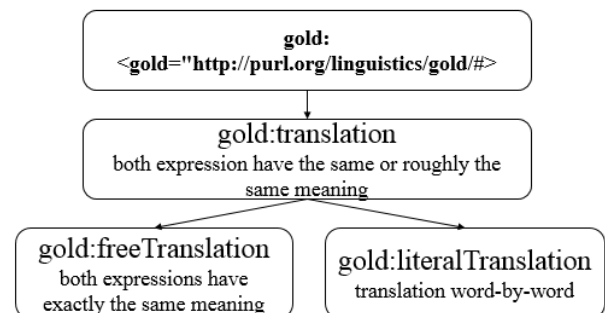 gold:
<gold="http://purl.org/linguistics/gold/#>
gold:translation
both expression have the same or roughly the
same meaning
gold:freeTranslation
both expressions have
exactly the same meaning
gold:literalTranslation
translation word-by-word